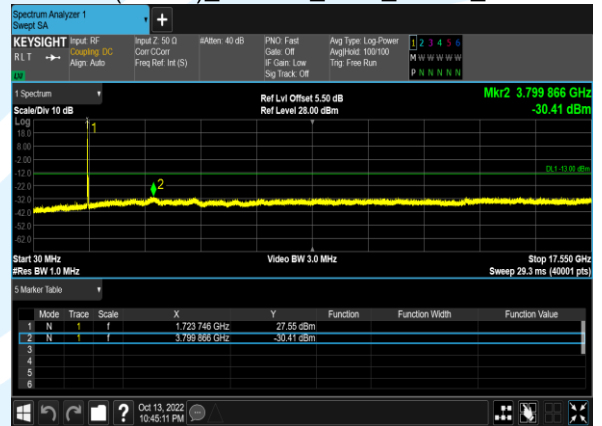 Spectrum Analyzer 1
Swept SA
+
KEYSIGHT Input: RF Input Z: 50 Ω #Atten: 40 dB PNO: Fast Avg Type: Log-Power 1 2 3 4 5 6
RLT Coupling: DC Corr CCorr Gate: Off Avg|Hold: 100/100 M W W W W W
Align: Auto Freq Ref: Int (S) IF Gain: Low Trig: Free Run P N N N N N
Sig Track: Off
LU
1 Spectrum Ref Lvl Offset 5.50 dB Mkr2 3.799 866 GHz
Scale/Div 10 dB Ref Level 28.00 dBm -30.41 dBm
Log
18.0
8.00
-2.00
-12.0
-22.0
-32.0
-42.0
-52.0
-62.0
1
2
DL1 -13.00 dBm
Start 30 MHz Video BW 3.0 MHz Stop 17.550 GHz
#Res BW 1.0 MHz Sweep 29.3 ms (40001 pts)
5 Marker Table
Mode Trace Scale X Y Function Function Width Function Value
1 N 1 f 1.723 746 GHz 27.55 dBm
2 N 1 f 3.799 866 GHz -30.41 dBm
3
4
5
6
? Oct 13, 2022
10:45:11 PM